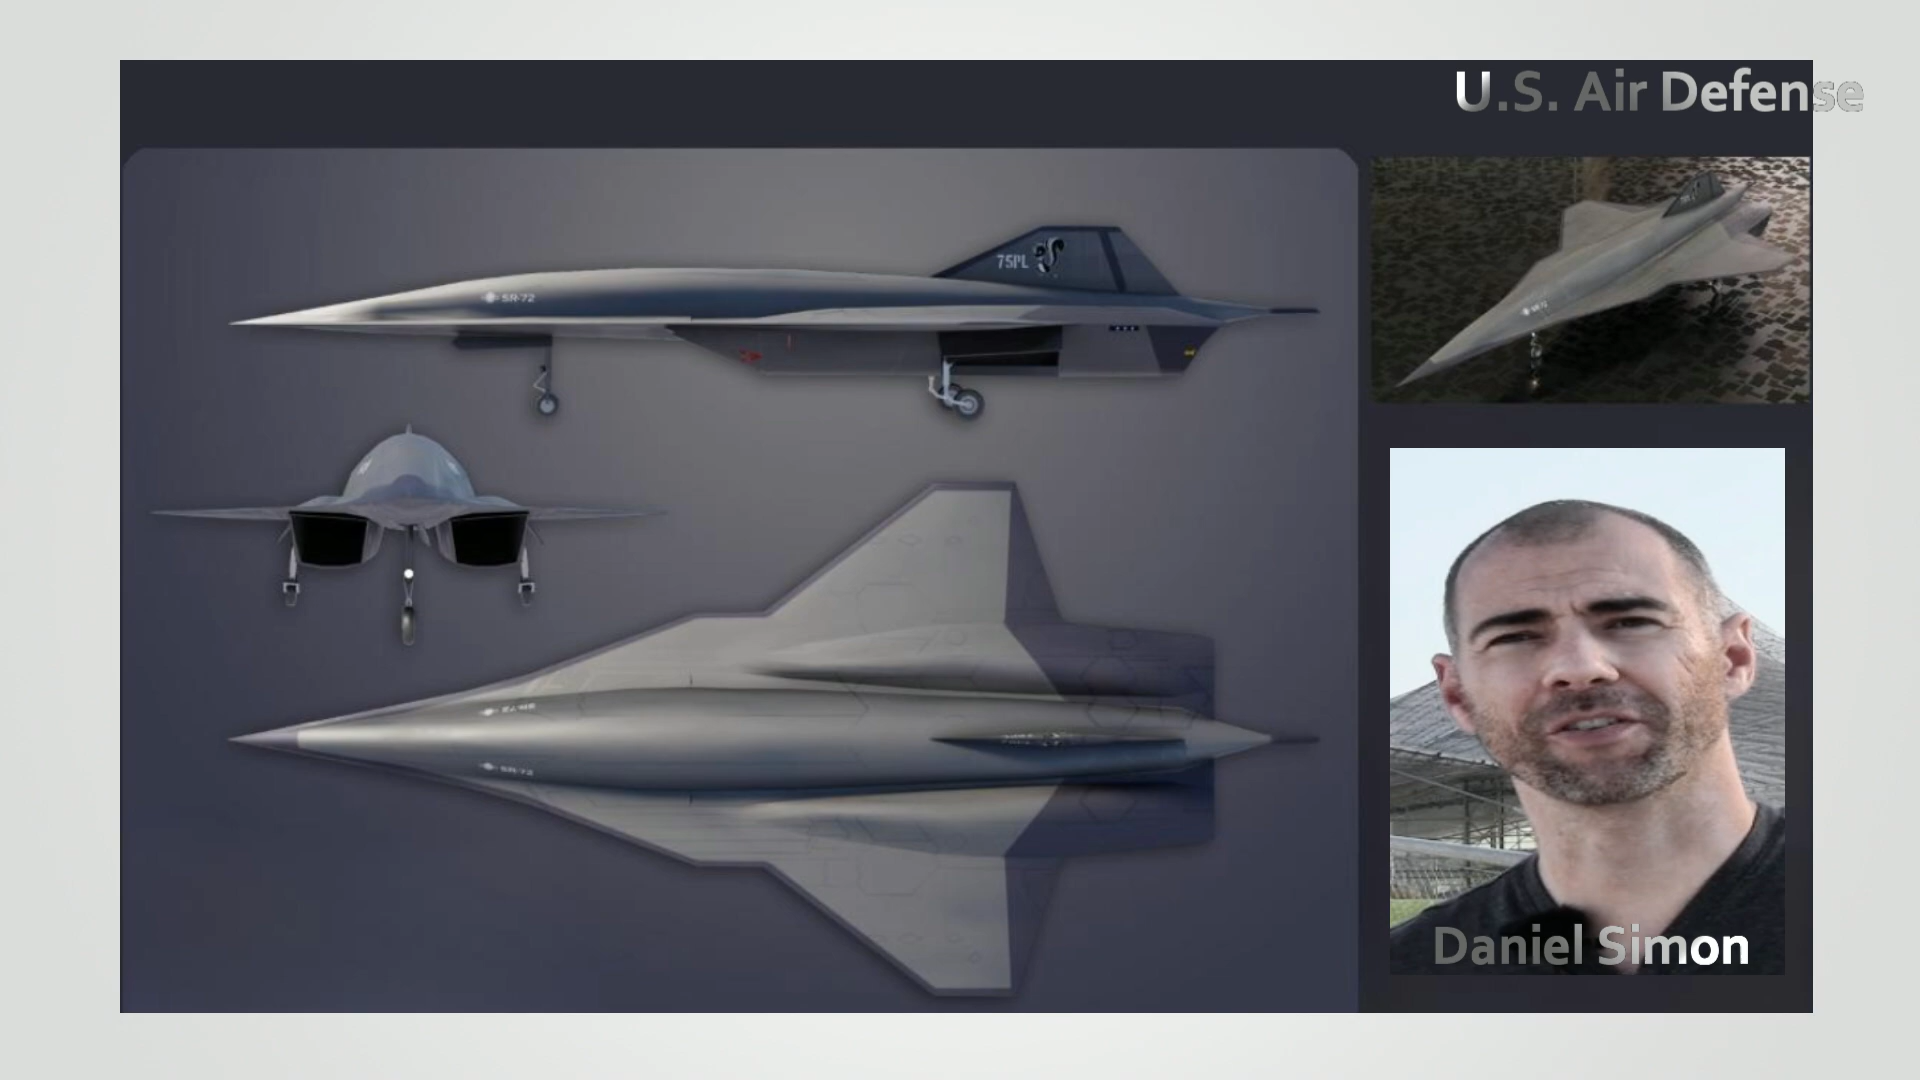 U.S. Air Defense
75PL
SR-72
SR-72
SR-72
Daniel Simon